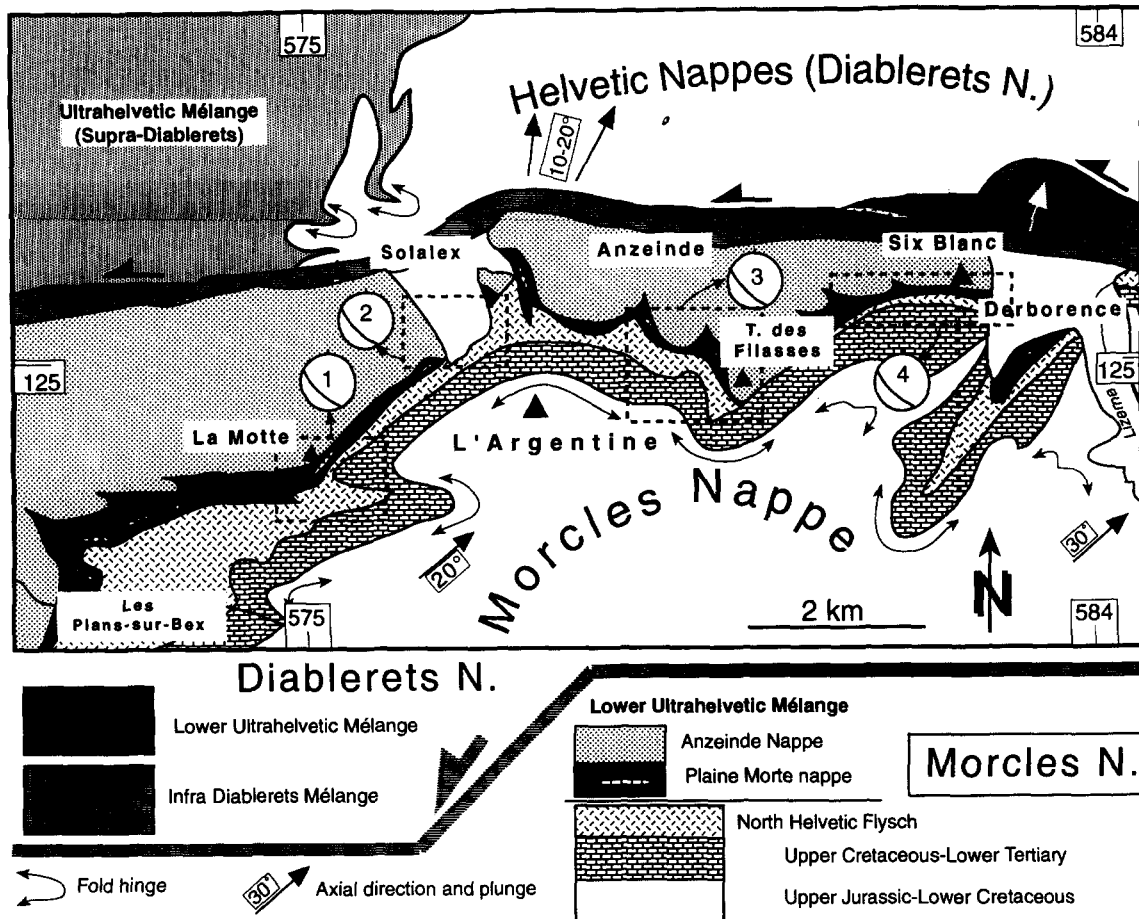 575
584
Helvetic Nappes (Diablerets N.)
Ultrahelvetic Mélange
(Supra-Diablerets)
10-20°
Solalex
Anzeinde
Six Blanc
3
2
Derborence
T. des
Filasses
125
1
4
125
Lizerne
La Motte
L'Argentine
Morcles Nappe
20°
30°
N
Les
Plans-sur-Bex
575
2 km
584
Diablerets N.
Lower Ultrahelvetic Mélange
Infra Diablerets Mélange
Lower Ultrahelvetic Mélange
Anzeinde Nappe
Plaine Morte nappe
Morcles N.
North Helvetic Flysch
Upper Cretaceous-Lower Tertiary
Upper Jurassic-Lower Cretaceous
Fold hinge
30°
Axial direction and plunge